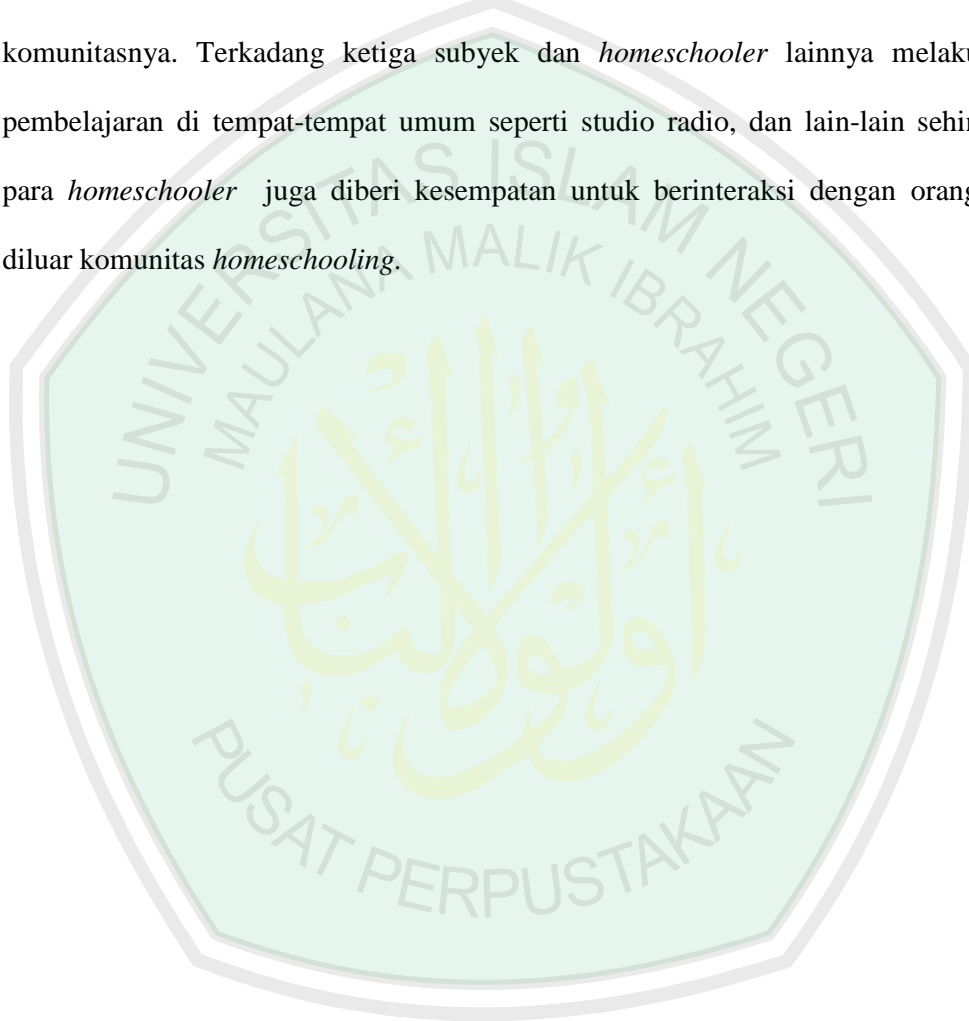 komunitasnya. Terkadang ketiga subyek dan homeschooler lainnya melaku
pembelajaran di tempat-tempat umum seperti studio radio, dan lain-lain sehin
para homeschooler juga diberi kesempatan untuk berinteraksi dengan orang
diluar komunitas homeschooling.
UNIVERSITAS ISLAM NEGERI
MAULANA MALIK IBRAHIM
أولوا الألباب
PUSAT PERPUSTAKAAN